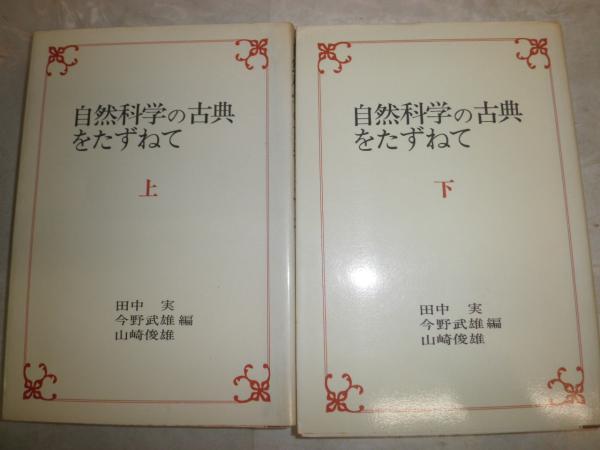 自然科学の古典
をたずねて
上
田中 実
今野武雄 編
山崎俊雄
自然科学の古典
をたずねて
下
田中 実
今野武雄 編
山崎俊雄